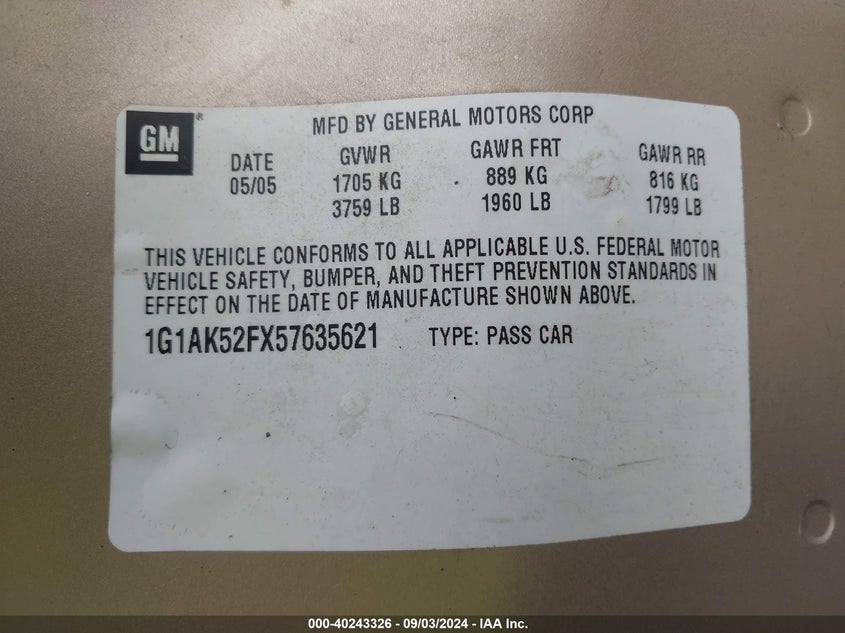 GM®
MFD BY GENERAL MOTORS CORP
DATE GVWR GAWR FRT GAWR RR
05/05 1705 KG 889 KG 816 KG
3759 LB 1960 LB 1799 LB
THIS VEHICLE CONFORMS TO ALL APPLICABLE U.S. FEDERAL MOTOR
VEHICLE SAFETY, BUMPER, AND THEFT PREVENTION STANDARDS IN
EFFECT ON THE DATE OF MANUFACTURE SHOWN ABOVE.
1G1AK52FX57635621 TYPE: PASS CAR
000-40243326 - 09/03/2024 - IAA Inc.